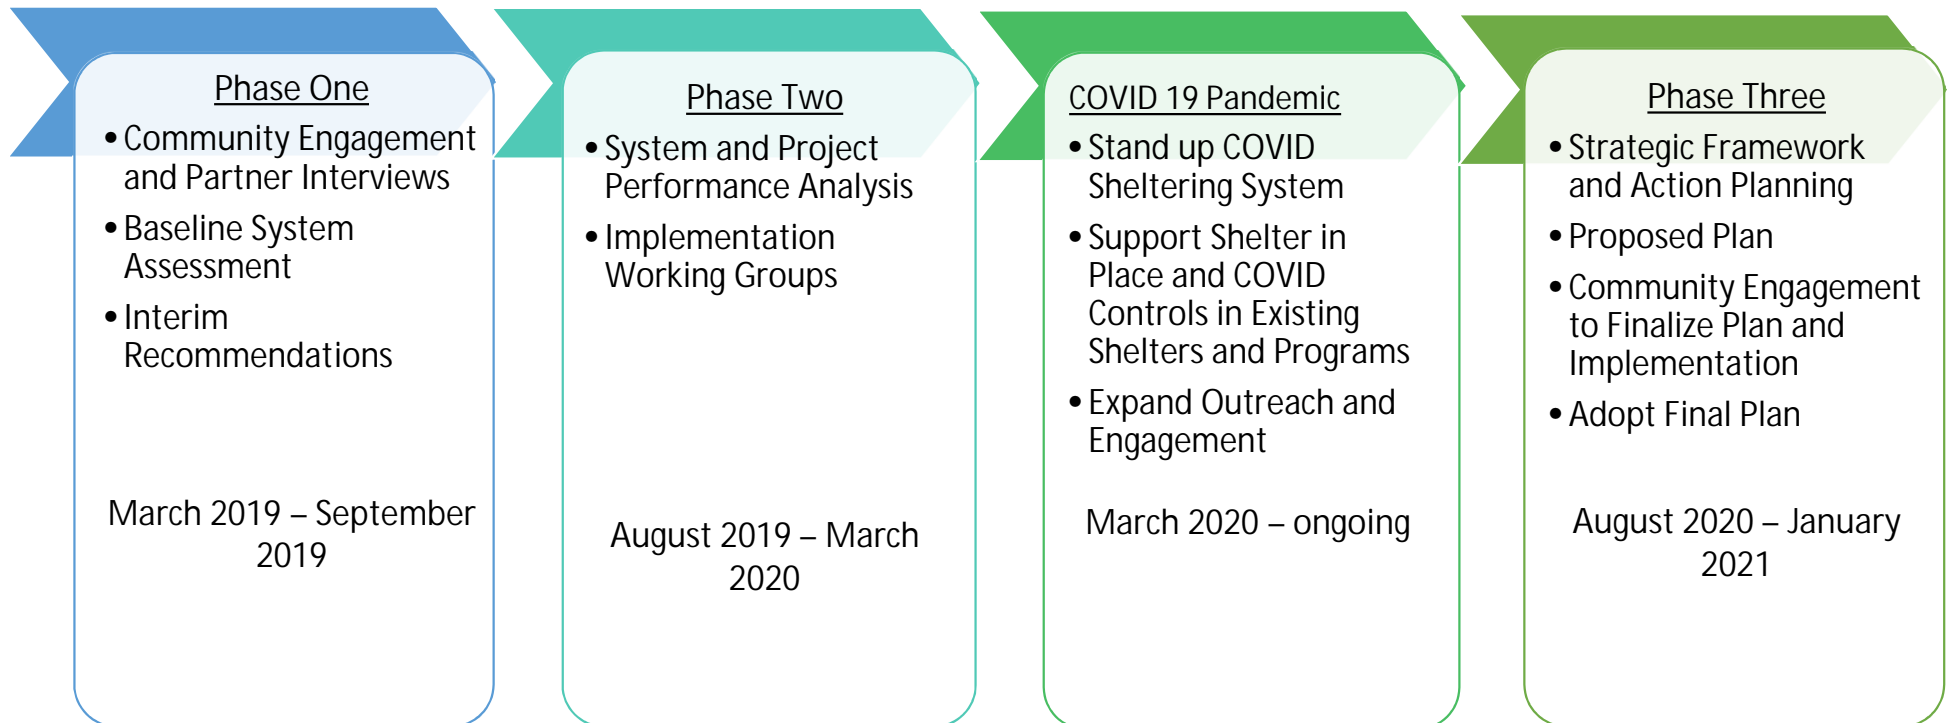 Phase One
• Community Engagement
and Partner Interviews
• Baseline System
Assessment
• Interim
Recommendations
March 2019 – September
2019
Phase Two
• System and Project
Performance Analysis
• Implementation
Working Groups
August 2019 – March
2020
COVID 19 Pandemic
• Stand up COVID
Sheltering System
• Support Shelter in
Place and COVID
Controls in Existing
Shelters and Programs
• Expand Outreach and
Engagement
March 2020 – ongoing
Phase Three
• Strategic Framework
and Action Planning
• Proposed Plan
• Community Engagement
to Finalize Plan and
Implementation
• Adopt Final Plan
August 2020 – January
2021